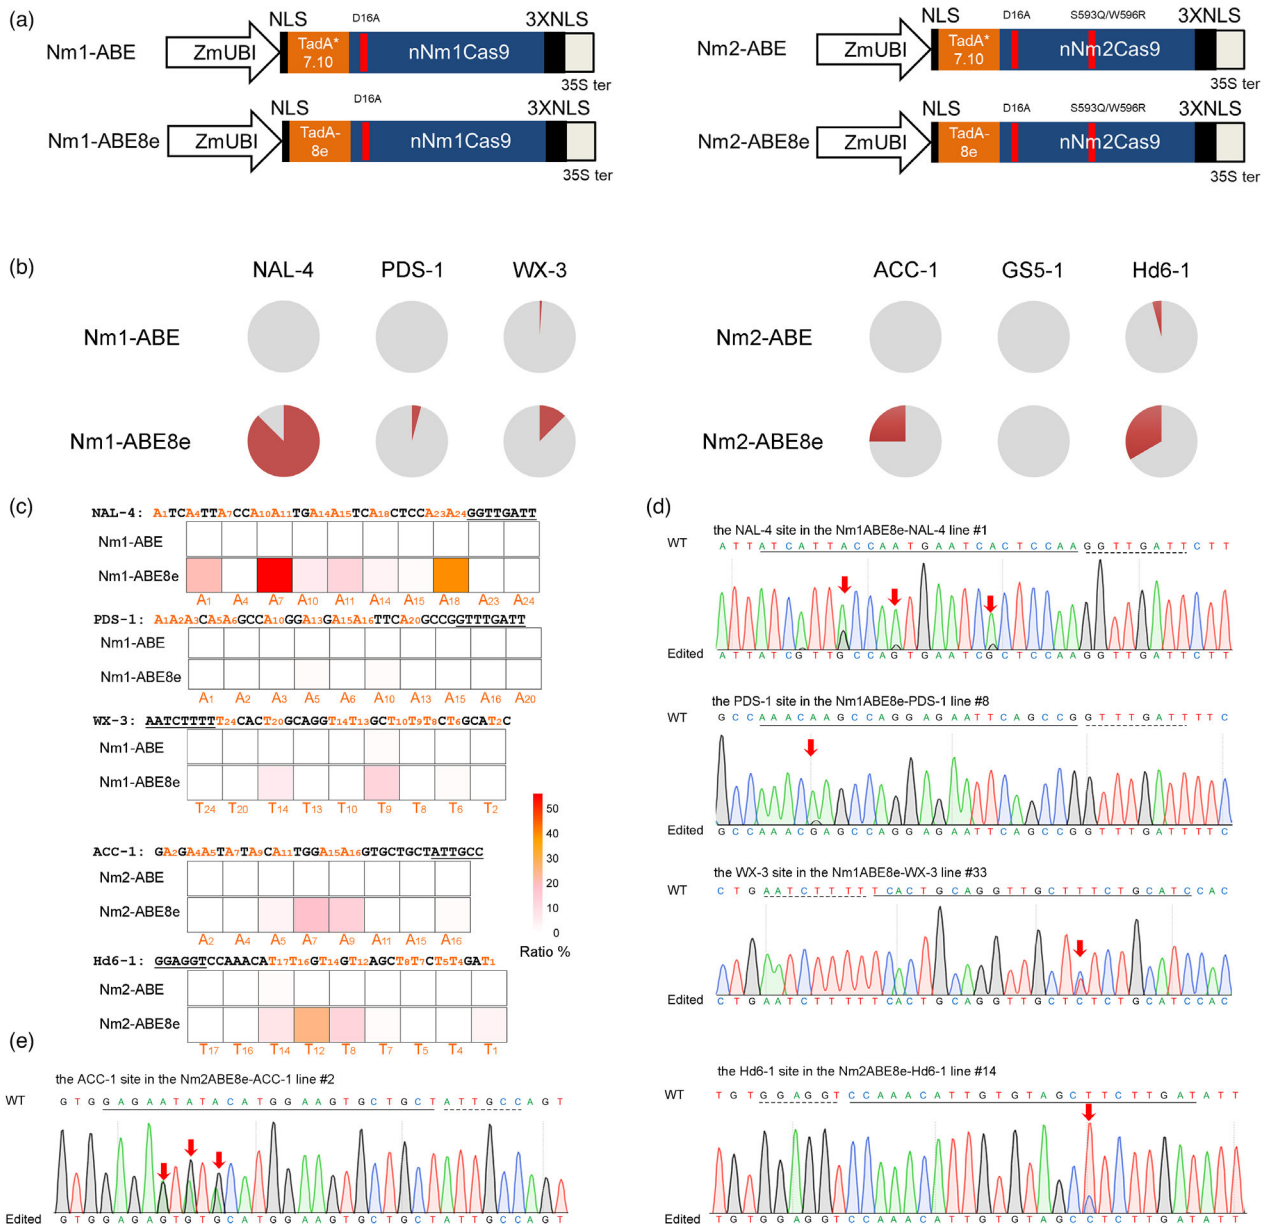 (a)
Nm1-ABE
ZmUBI
NLS
TadA* 7.10
D16A
nNm1Cas9
3XNLS
35S ter
Nm1-ABE8e
ZmUBI
NLS
TadA-8e
D16A
nNm1Cas9
3XNLS
35S ter
Nm2-ABE
ZmUBI
NLS
TadA* 7.10
D16A
S593Q/W596R
nNm2Cas9
3XNLS
35S ter
Nm2-ABE8e
ZmUBI
NLS
TadA-8e
D16A
S593Q/W596R
nNm2Cas9
3XNLS
35S ter
(b)
NAL-4 PDS-1 WX-3
Nm1-ABE
Nm1-ABE8e
ACC-1 GS5-1 Hd6-1
Nm2-ABE
Nm2-ABE8e
(c)
NAL-4: A1TCA4TTA7CCA10A11TGA14A15TCA18CTCCA23A24GGTTGATT
Nm1-ABE
Nm1-ABE8e
A1 A4 A7 A10 A11 A14 A15 A18 A23 A24
PDS-1: A1A2A3CA5A6GCCA10GGA13GA15A16TTCA20GCCGGTTTGATT
Nm1-ABE
Nm1-ABE8e
A1 A2 A3 A5 A6 A10 A13 A15 A16 A20
WX-3: AATCTTTTT24CACT20GCAGGT14T13GCT10T9T8CT6GCAT2C
Nm1-ABE
Nm1-ABE8e
T24 T20 T14 T13 T10 T9 T8 T6 T2
ACC-1: GA2GA4A5TA7TA9CA11TGGA15A16GTGCTGCTATTGCC
Nm2-ABE
Nm2-ABE8e
A2 A4 A5 A7 A9 A11 A15 A16
Hd6-1: GGAGGTCCAAACAT17T16GT14GT12AGCT8T7CT5T4GAT1
Nm2-ABE
Nm2-ABE8e
T17 T16 T14 T12 T8 T7 T5 T4 T1
50
40
30
20
10
0
Ratio %
(d)
the NAL-4 site in the Nm1ABE8e-NAL-4 line #1
WT A T T A T C A T T A C C A A T G A A T C A C T C C A A G G T T G A T T C T T
Edited A T T A T C G T T G C C A G T G A A T C G C T C C A A G G T T G A T T C T T
the PDS-1 site in the Nm1ABE8e-PDS-1 line #8
WT G C C A A A C A A G C C A G G A G A A T T C A G C C G G T T T G A T T T T C
Edited G C C A A A C G A G C C A G G A G A A T T C A G C C G G T T T G A T T T T C
the WX-3 site in the Nm1ABE8e-WX-3 line #33
WT C T G A A T C T T T T T C A C T G C A G G T T G C T T T C T G C A T C C A C
Edited C T G A A T C T T T T T C A C T G C A G G T T G C T C T C T G C A T C C A C
(e)
the ACC-1 site in the Nm2ABE8e-ACC-1 line #2
WT G T G G A G A A T A T A C A T G G A A G T G C T G C T A T T G C C A G T
Edited G T G G A G A G T G T G C A T G G A A G T G C T G C T A T T G C C A G T
the Hd6-1 site in the Nm2ABE8e-Hd6-1 line #14
WT T G T G G A G G T C C A A A C A T T G T G T A G C T T C T T G A T A T T
Edited T G T G G A G G T C C A A A C A T T G T G T A G C C T C T T G A T A T T